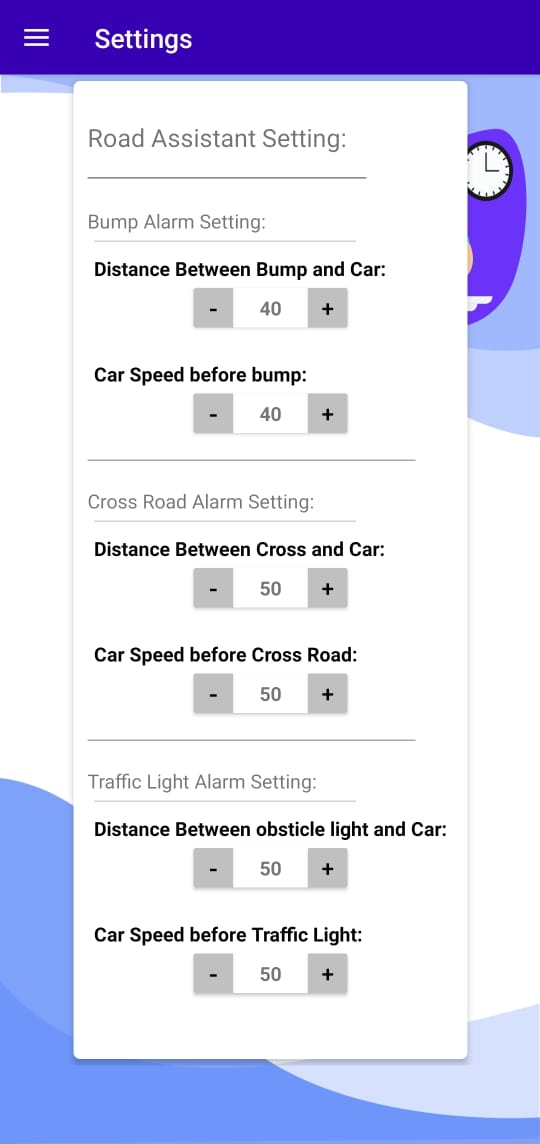 Settings
Road Assistant Setting:
Bump Alarm Setting:
Distance Between Bump and Car:
- 40 +
Car Speed before bump:
- 40 +
Cross Road Alarm Setting:
Distance Between Cross and Car:
- 50 +
Car Speed before Cross Road:
- 50 +
Traffic Light Alarm Setting:
Distance Between obsticle light and Car:
- 50 +
Car Speed before Traffic Light:
- 50 +